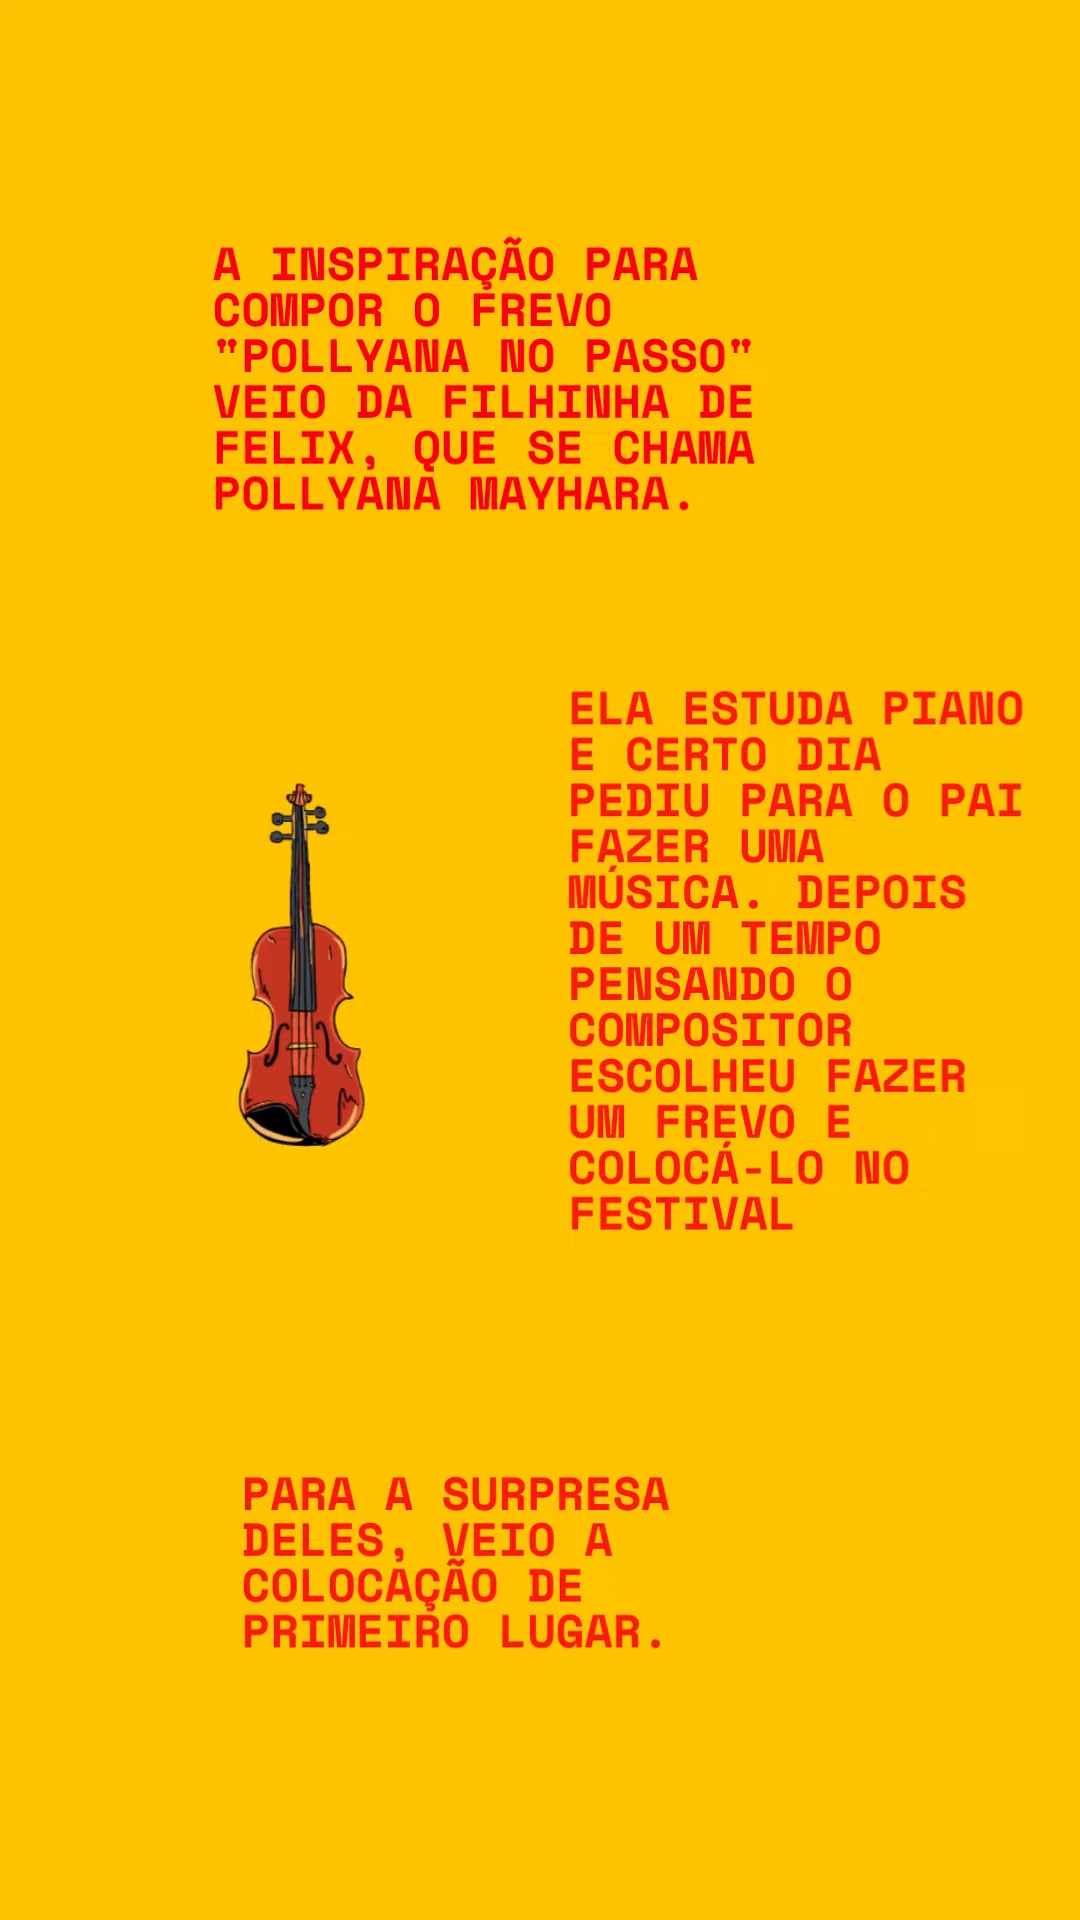 A INSPIRAÇÃO PARA
COMPOR O FREVO
"POLLYANA NO PASSO"
VEIO DA FILHINHA DE
FELIX, QUE SE CHAMA
POLLYANA MAYHARA.
ELA ESTUDA PIANO
E CERTO DIA
PEDIU PARA O PAI
FAZER UMA
MÚSICA. DEPOIS
DE UM TEMPO
PENSANDO O
COMPOSITOR
ESCOLHEU FAZER
UM FREVO E
COLOCÁ-LO NO
FESTIVAL
PARA A SURPRESA
DELES, VEIO A
COLOCAÇÃO DE
PRIMEIRO LUGAR.